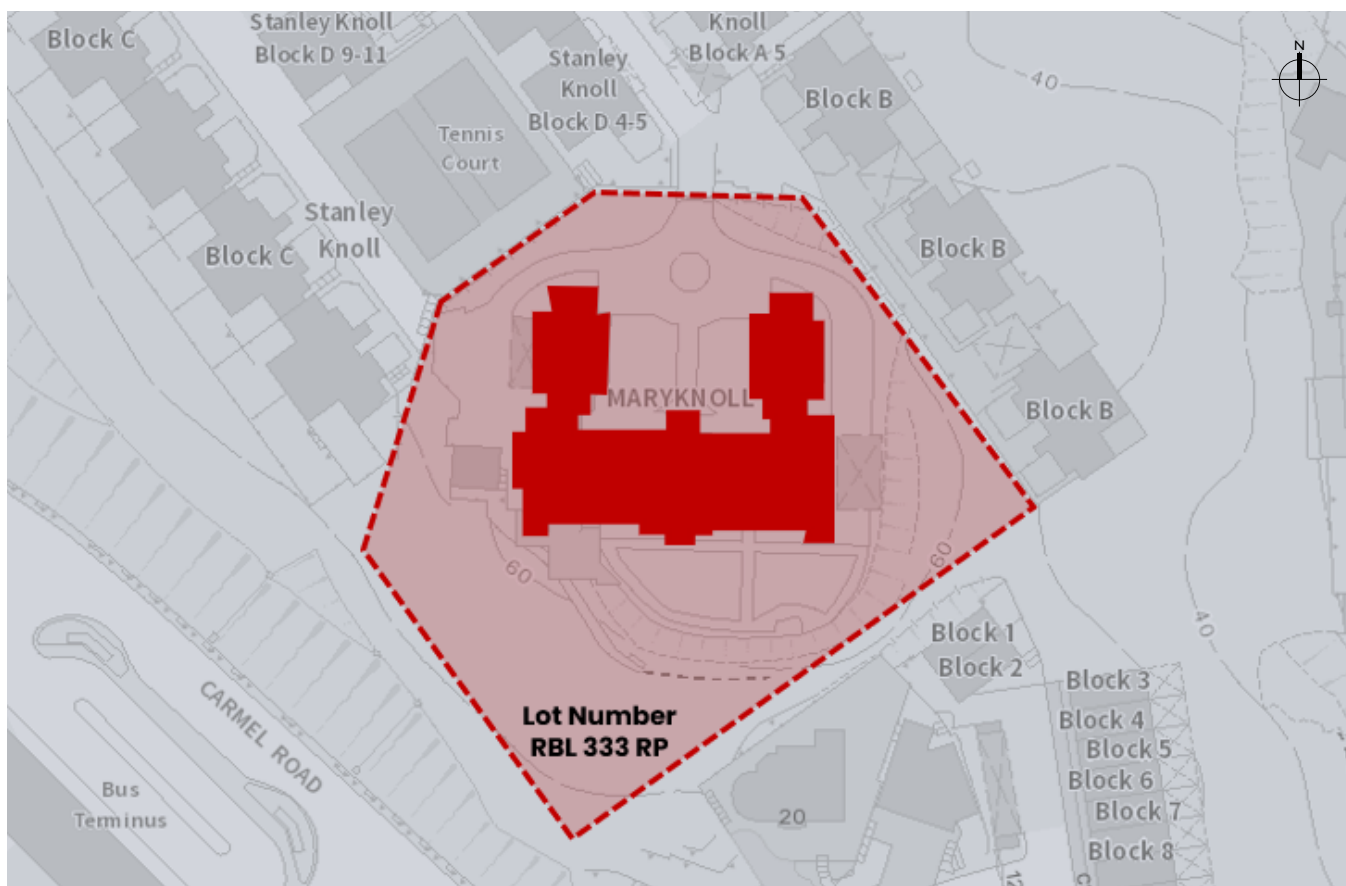 Block C
Stanley Knoll
Block D 9-11
Stanley
Knoll
Block D 4-5
Knoll
Block A 5
N
40
Block B
Tennis
Court
Stanley
Knoll
Block C
Block B
MARYKNOLL
Block B
60
60
40
Block 1
Block 2
Block 3
Block 4
Block 5
Block 6
Block 7
Block 8
CARMEL ROAD
Lot Number
RBL 333 RP
Bus
Terminus
20
12
C